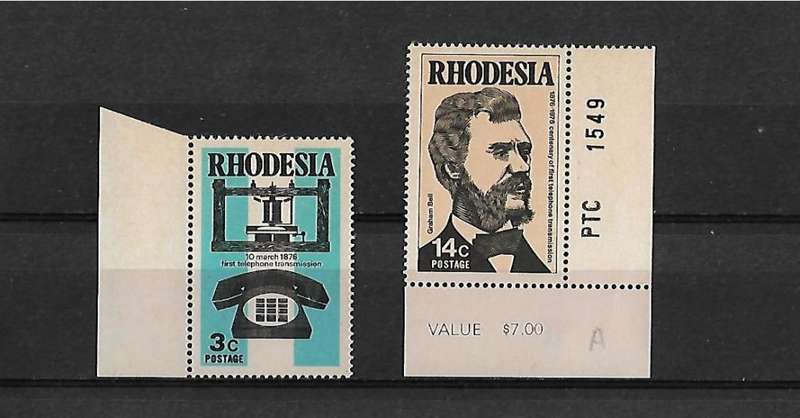 RHODESIA
10 march 1876
first telephone transmission
3c
POSTAGE
RHODESIA
1876-1976 centenary of first telephone transmission
Graham Bell
14c
POSTAGE
PTC 1549
VALUE $7.00
A